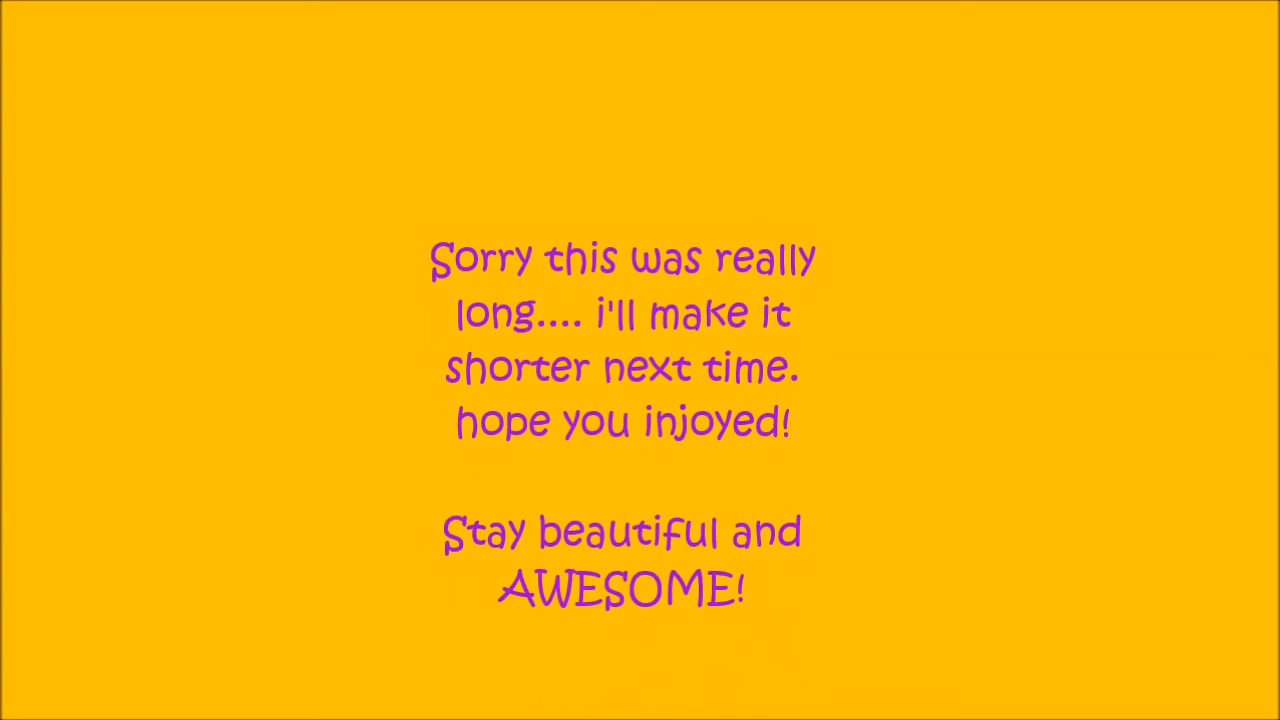 Sorry this was really
long.... i'll make it
shorter next time.
hope you injoyed!
Stay beautiful and
AWESOME!